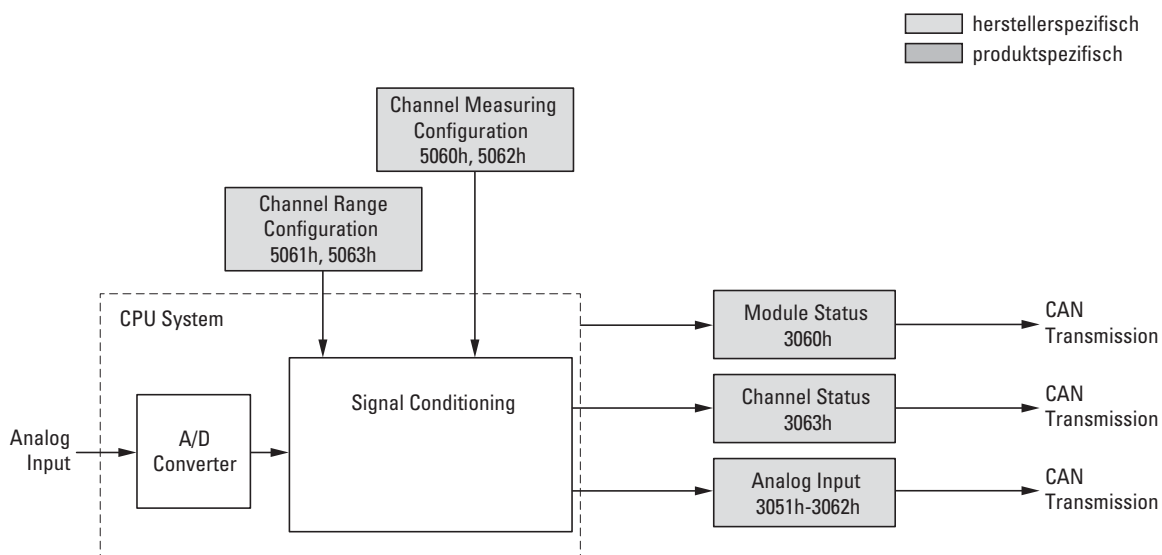 herstellerspezifisch
produktspezifisch
Channel Measuring
Configuration
5060h, 5062h
Channel Range
Configuration
5061h, 5063h
CPU System
Module Status
3060h
CAN
Transmission
Signal Conditioning
Channel Status
3063h
CAN
Transmission
Analog
Input
A/D
Converter
Analog Input
3051h-3062h
CAN
Transmission